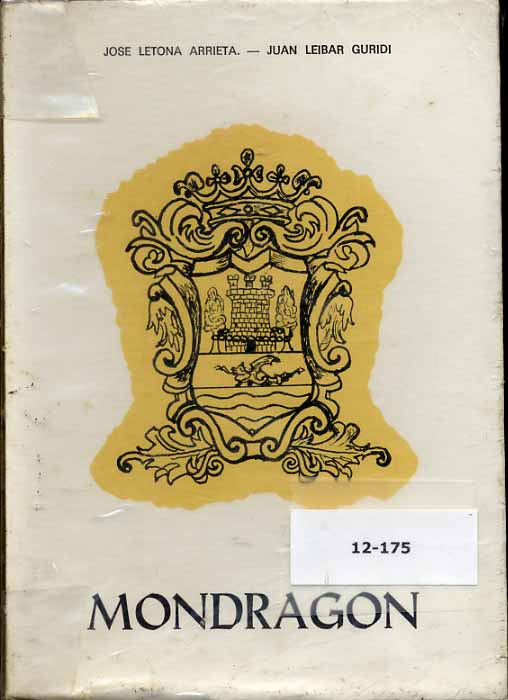 JOSE LETONA ARRIETA. — JUAN LEIBAR GURIDI
12-175
MONDRAGON